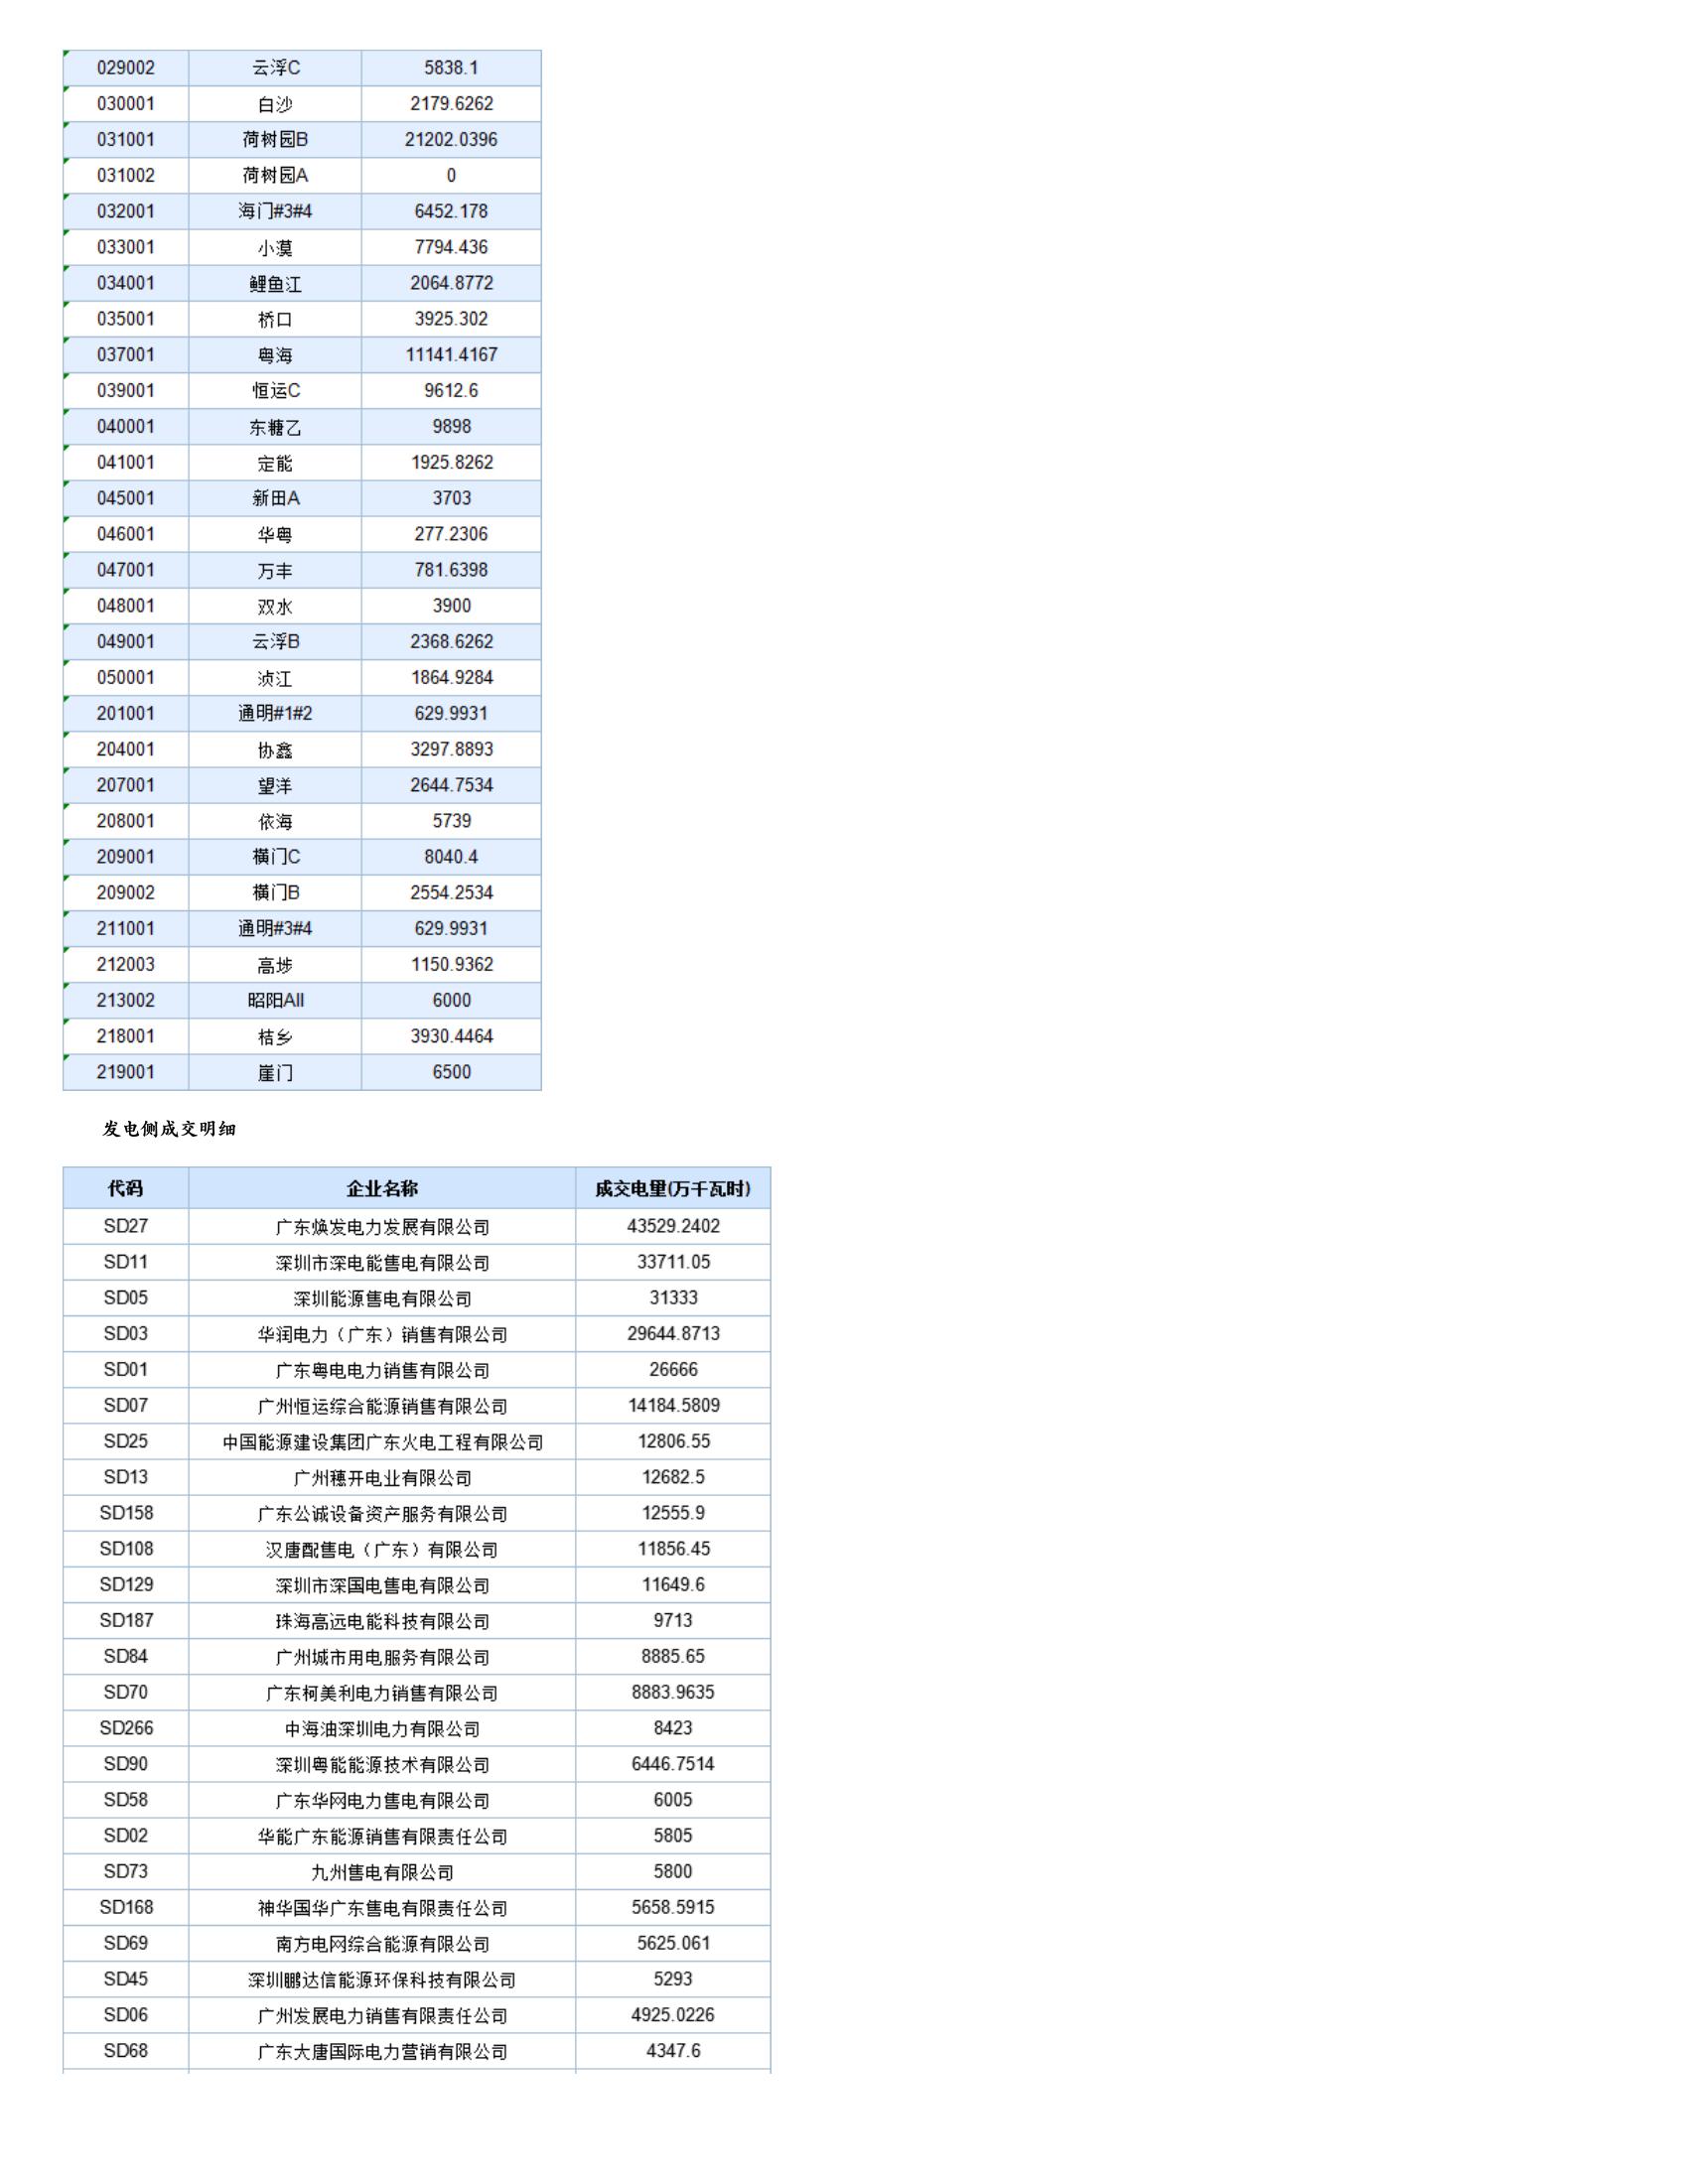 029002 云浮C 5838.1
030001 白沙 2179.6262
031001 荷树园B 21202.0396
031002 荷树园A 0
032001 海门#3#4 6452.178
033001 小漠 7794.436
034001 鲤鱼江 2064.8772
035001 桥口 3925.302
037001 粤海 11141.4167
039001 恒运C 9612.6
040001 东糖乙 9898
041001 定能 1925.8262
045001 新田A 3703
046001 华粤 277.2306
047001 万丰 781.6398
048001 双水 3900
049001 云浮B 2368.6262
050001 浈江 1864.9284
201001 通明#1#2 629.9931
204001 协鑫 3297.8893
207001 望洋 2644.7534
208001 依海 5739
209001 横门C 8040.4
209002 横门B 2554.2534
211001 通明#3#4 629.9931
212003 高埗 1150.9362
213002 昭阳AII 6000
218001 桔乡 3930.4464
219001 崖门 6500
发电侧成交明细
代码 企业名称 成交电量(万千瓦时)
SD27 广东焕发电力发展有限公司 43529.2402
SD11 深圳市深电能售电有限公司 33711.05
SD05 深圳能源售电有限公司 31333
SD03 华润电力（广东）销售有限公司 29644.8713
SD01 广东粤电电力销售有限公司 26666
SD07 广州恒运综合能源销售有限公司 14184.5809
SD25 中国能源建设集团广东火电工程有限公司 12806.55
SD13 广州穗开电业有限公司 12682.5
SD158 广东公诚设备资产服务有限公司 12555.9
SD108 汉唐配售电（广东）有限公司 11856.45
SD129 深圳市深国电售电有限公司 11649.6
SD187 珠海高远电能科技有限公司 9713
SD84 广州城市用电服务有限公司 8885.65
SD70 广东柯美利电力销售有限公司 8883.9635
SD266 中海油深圳电力有限公司 8423
SD90 深圳粤能能源技术有限公司 6446.7514
SD58 广东华网电力售电有限公司 6005
SD02 华能广东能源销售有限责任公司 5805
SD73 九州售电有限公司 5800
SD168 神华国华广东售电有限责任公司 5658.5915
SD69 南方电网综合能源有限公司 5625.061
SD45 深圳鹏达信能源环保科技有限公司 5293
SD06 广州发展电力销售有限责任公司 4925.0226
SD68 广东大唐国际电力营销有限公司 4347.6